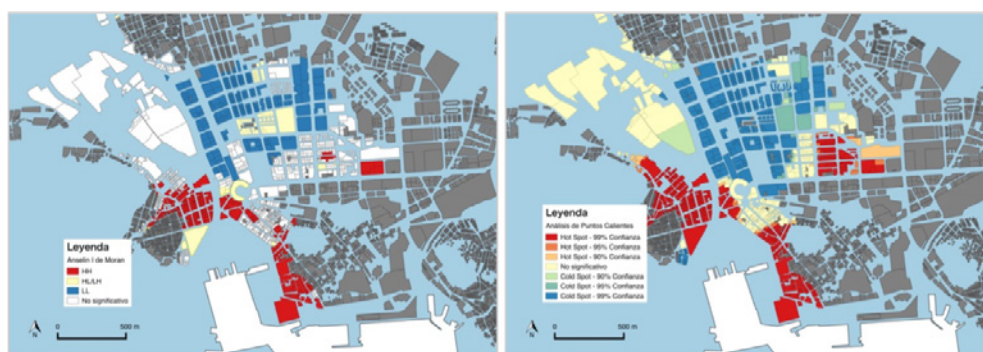 Leyenda
Anselin I de Moran
HH
HL/LH
LL
No significativo
N
0
500 m
Leyenda
Análisis de Puntos Calientes
Hot Spot - 99% Confianza
Hot Spot - 95% Confianza
Hot Spot - 90% Confianza
No significativo
Cold Spot - 90% Confianza
Cold Spot - 95% Confianza
Cold Spot - 99% Confianza
N
0
500 m